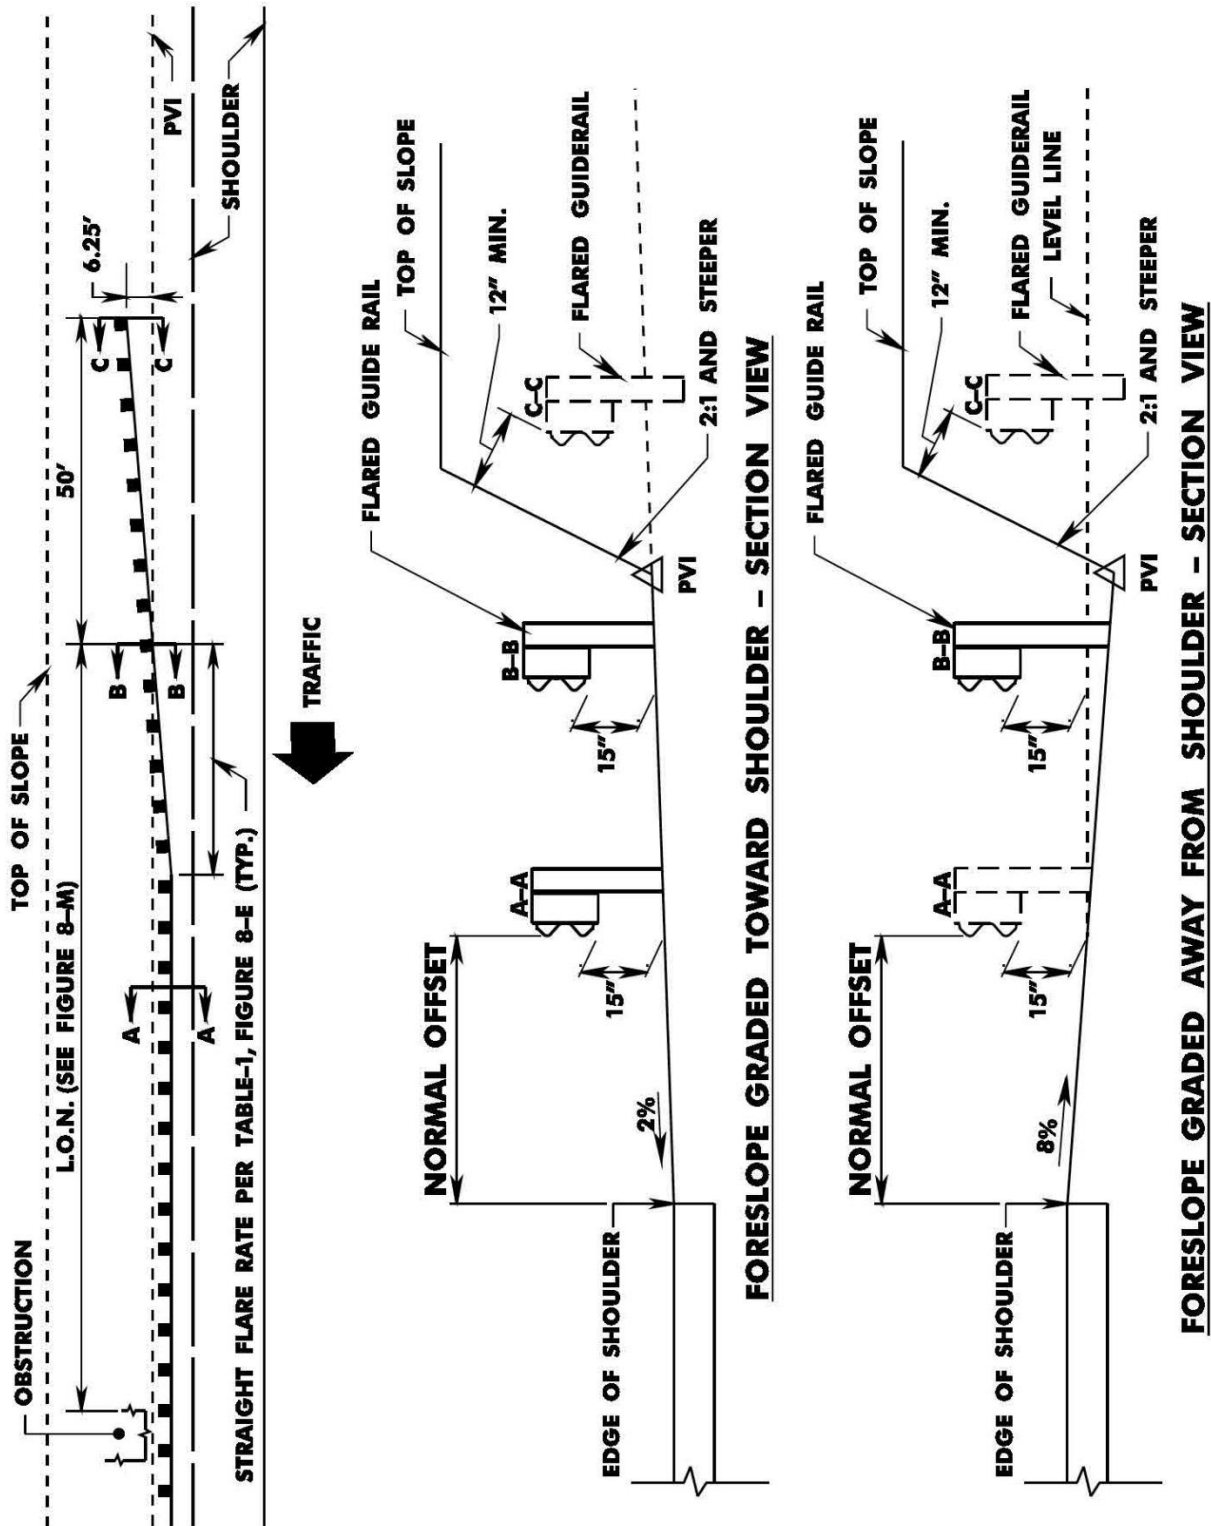 TOP OF SLOPE
OBSTRUCTION
L.O.N. (SEE FIGURE 8-M)
50'
6.25'
A
A
B
B
C
C
PVI
SHOULDER
STRAIGHT FLARE RATE PER TABLE-1, FIGURE 8-E (TYP.)
TRAFFIC
FLARED GUIDE RAIL
TOP OF SLOPE
12" MIN.
NORMAL OFFSET
A-A
B-B
C-C
FLARED GUIDERAIL
15"
15"
2%
EDGE OF SHOULDER
PVI
2:1 AND STEEPER
FORESLOPE GRADED TOWARD SHOULDER - SECTION VIEW
FLARED GUIDE RAIL
TOP OF SLOPE
12" MIN.
NORMAL OFFSET
A-A
B-B
C-C
FLARED GUIDERAIL
LEVEL LINE
15"
15"
8%
EDGE OF SHOULDER
PVI
2:1 AND STEEPER
FORESLOPE GRADED AWAY FROM SHOULDER - SECTION VIEW